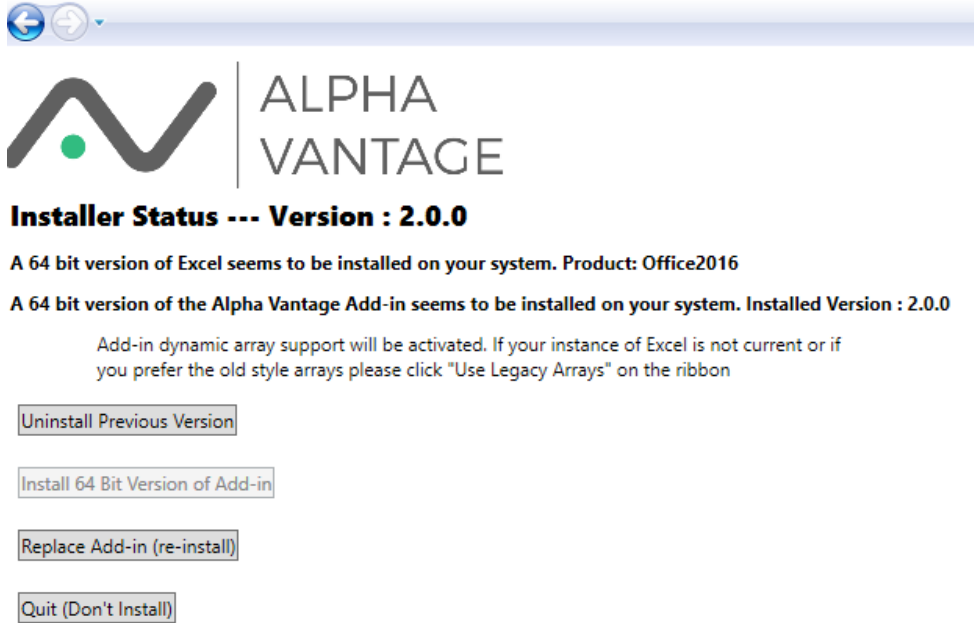 ALPHA
VANTAGE
Installer Status --- Version : 2.0.0
A 64 bit version of Excel seems to be installed on your system. Product: Office2016
A 64 bit version of the Alpha Vantage Add-in seems to be installed on your system. Installed Version : 2.0.0
Add-in dynamic array support will be activated. If your instance of Excel is not current or if
you prefer the old style arrays please click "Use Legacy Arrays" on the ribbon
Uninstall Previous Version
Install 64 Bit Version of Add-in
Replace Add-in (re-install)
Quit (Don't Install)